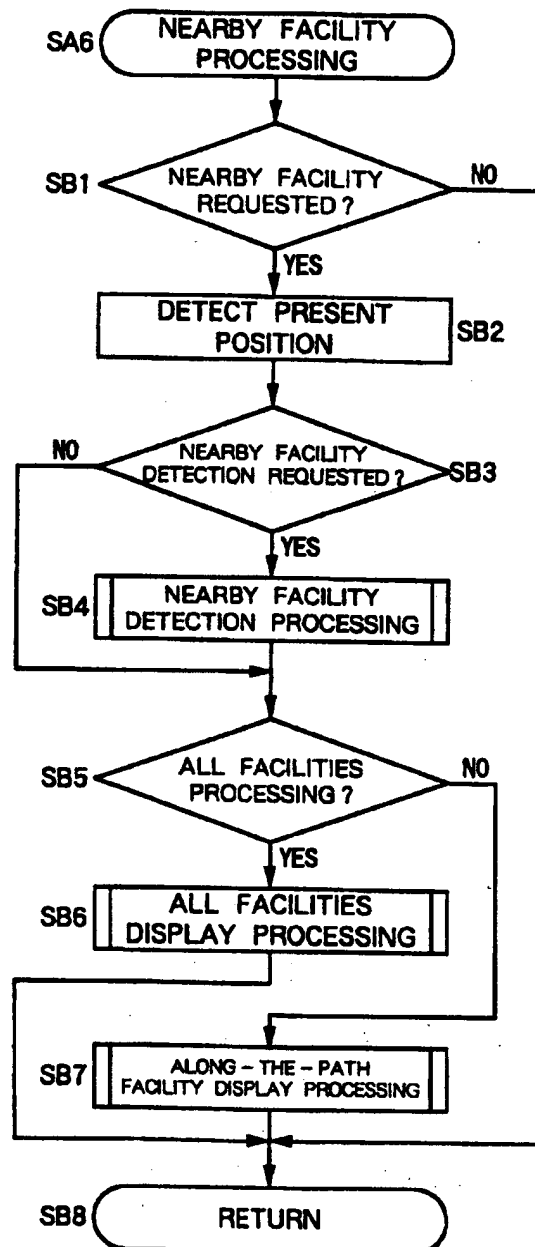 SA6
NEARBY FACILITY
PROCESSING
SB1
NEARBY FACILITY
REQUESTED?
NO
YES
DETECT PRESENT
POSITION
SB2
NO
NEARBY FACILITY
DETECTION REQUESTED?
SB3
YES
SB4
NEARBY FACILITY
DETECTION PROCESSING
SB5
ALL FACILITIES
PROCESSING?
NO
YES
SB6
ALL FACILITIES
DISPLAY PROCESSING
SB7
ALONG-THE-PATH
FACILITY DISPLAY PROCESSING
SB8
RETURN